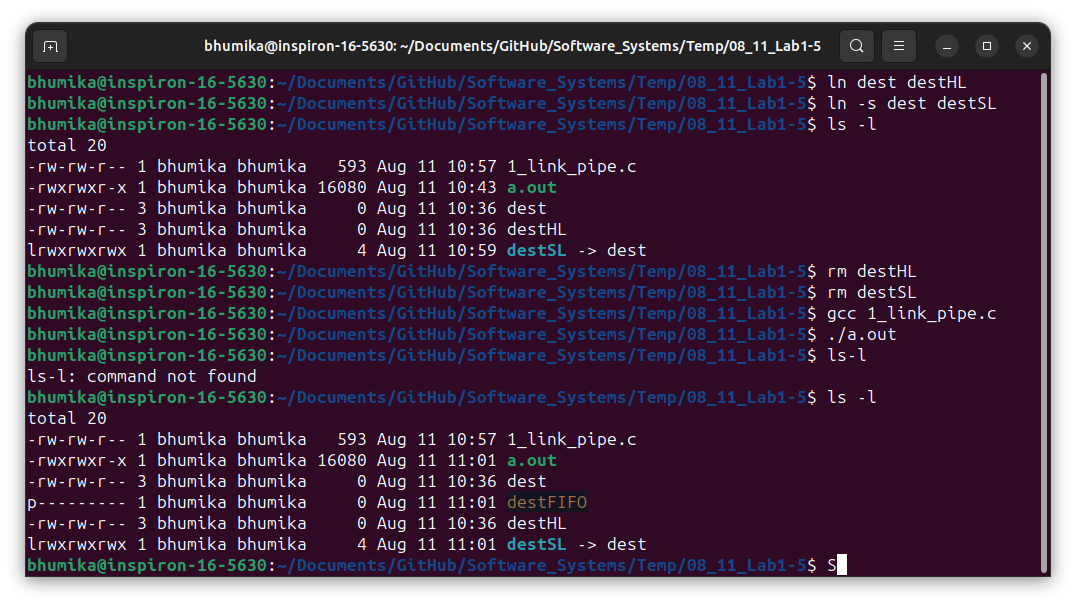 bhumika@inspiron-16-5630: ~/Documents/GitHub/Software_Systems/Temp/08_11_Lab1-5
bhumika@inspiron-16-5630:~/Documents/GitHub/Software_Systems/Temp/08_11_Lab1-5$ ln dest destHL
bhumika@inspiron-16-5630:~/Documents/GitHub/Software_Systems/Temp/08_11_Lab1-5$ ln -s dest destSL
bhumika@inspiron-16-5630:~/Documents/GitHub/Software_Systems/Temp/08_11_Lab1-5$ ls -l
total 20
-rw-rw-r-- 1 bhumika bhumika   593 Aug 11 10:57 1_link_pipe.c
-rwxrwxr-x 1 bhumika bhumika 16080 Aug 11 10:43 a.out
-rw-rw-r-- 3 bhumika bhumika     0 Aug 11 10:36 dest
-rw-rw-r-- 3 bhumika bhumika     0 Aug 11 10:36 destHL
lrwxrwxrwx 1 bhumika bhumika     4 Aug 11 10:59 destSL -> dest
bhumika@inspiron-16-5630:~/Documents/GitHub/Software_Systems/Temp/08_11_Lab1-5$ rm destHL
bhumika@inspiron-16-5630:~/Documents/GitHub/Software_Systems/Temp/08_11_Lab1-5$ rm destSL
bhumika@inspiron-16-5630:~/Documents/GitHub/Software_Systems/Temp/08_11_Lab1-5$ gcc 1_link_pipe.c
bhumika@inspiron-16-5630:~/Documents/GitHub/Software_Systems/Temp/08_11_Lab1-5$ ./a.out
bhumika@inspiron-16-5630:~/Documents/GitHub/Software_Systems/Temp/08_11_Lab1-5$ ls-l
ls-l: command not found
bhumika@inspiron-16-5630:~/Documents/GitHub/Software_Systems/Temp/08_11_Lab1-5$ ls -l
total 20
-rw-rw-r-- 1 bhumika bhumika   593 Aug 11 10:57 1_link_pipe.c
-rwxrwxr-x 1 bhumika bhumika 16080 Aug 11 11:01 a.out
-rw-rw-r-- 3 bhumika bhumika     0 Aug 11 10:36 dest
p--------- 1 bhumika bhumika     0 Aug 11 11:01 destFIFO
-rw-rw-r-- 3 bhumika bhumika     0 Aug 11 10:36 destHL
lrwxrwxrwx 1 bhumika bhumika     4 Aug 11 11:01 destSL -> dest
bhumika@inspiron-16-5630:~/Documents/GitHub/Software_Systems/Temp/08_11_Lab1-5$ S